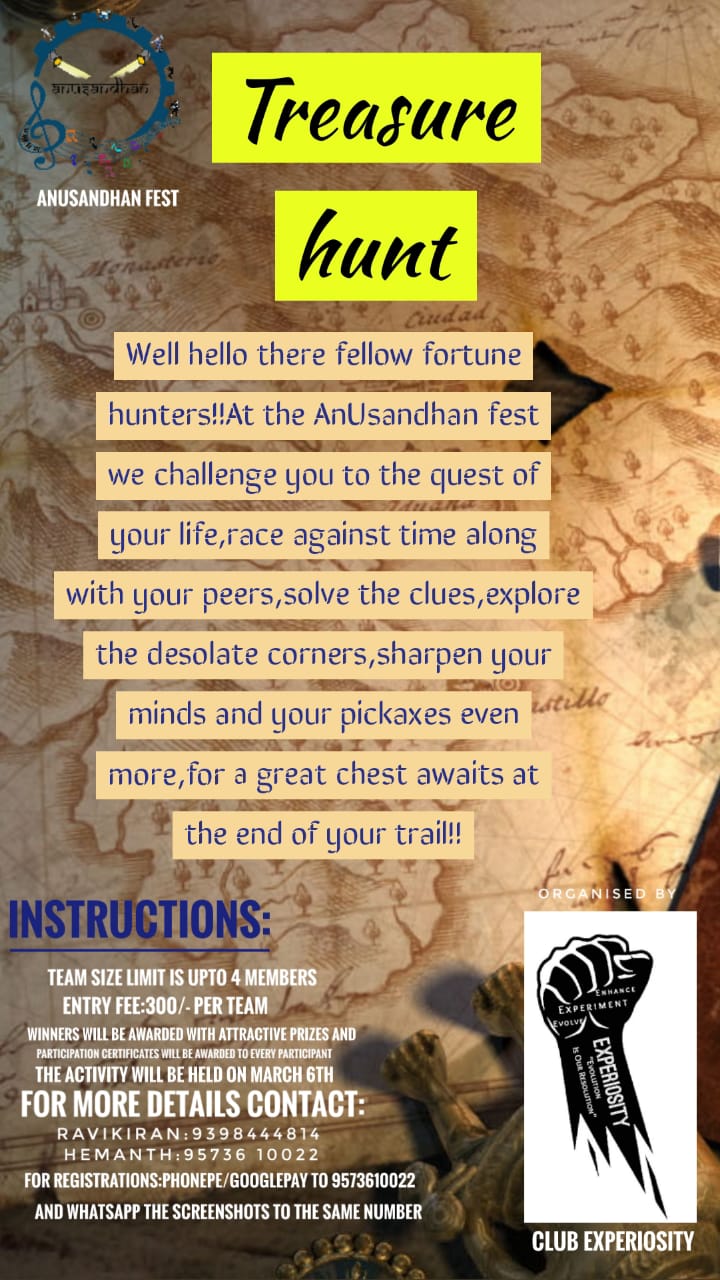 anusandhan
ANUSANDHAN FEST
Treasure
hunt
Monasterio
Ciudad
Well hello there fellow fortune
hunters!!At the AnUsandhan fest
we challenge you to the quest of
your life,race against time along
with your peers,solve the clues,explore
the desolate corners,sharpen your
minds and your pickaxes even
more,for a great chest awaits at
the end of your trail!!
INSTRUCTIONS:
TEAM SIZE LIMIT IS UPTO 4 MEMBERS
ENTRY FEE:300/- PER TEAM
WINNERS WILL BE AWARDED WITH ATTRACTIVE PRIZES AND
PARTICIPATION CERTIFICATES WILL BE AWARDED TO EVERY PARTICIPANT
THE ACTIVITY WILL BE HELD ON MARCH 6TH
FOR MORE DETAILS CONTACT:
RAVIKIRAN:9398444814
HEMANTH:95736 10022
FOR REGISTRATIONS:PHONEPE/GOOGLEPAY TO 9573610022
AND WHATSAPP THE SCREENSHOTS TO THE SAME NUMBER
ORGANISED BY
ENHANCE
EXPERIMENT
EVOLVE
EXPERIOSITY
"EVOLUTION
IS OUR RESOLUTION"
CLUB EXPERIOSITY